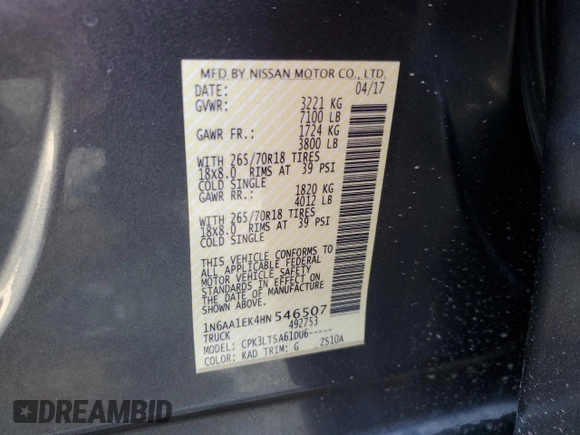 MFD BY NISSAN MOTOR CO., LTD.
DATE: 04/17
GVWR: 3221 KG
7100 LB
GAWR FR.: 1724 KG
3800 LB
WITH 265/70R18 TIRES
18X8.0 RIMS AT 39 PSI
COLD SINGLE
GAWR RR.: 1820 KG
4012 LB
WITH 265/70R18 TIRES
18X8.0 RIMS AT 39 PSI
COLD SINGLE
THIS VEHICLE CONFORMS TO
ALL APPLICABLE FEDERAL
MOTOR VEHICLE SAFETY
STANDARDS IN EFFECT ON
THE DATE OF MANUFACTURE
SHOWN ABOVE.
1N6AA1EK4HN546507
TRUCK 492753
MODEL: CPK3LTSA61DU6-----
COLOR: KAD TRIM: G ZS10A
DREAMBID